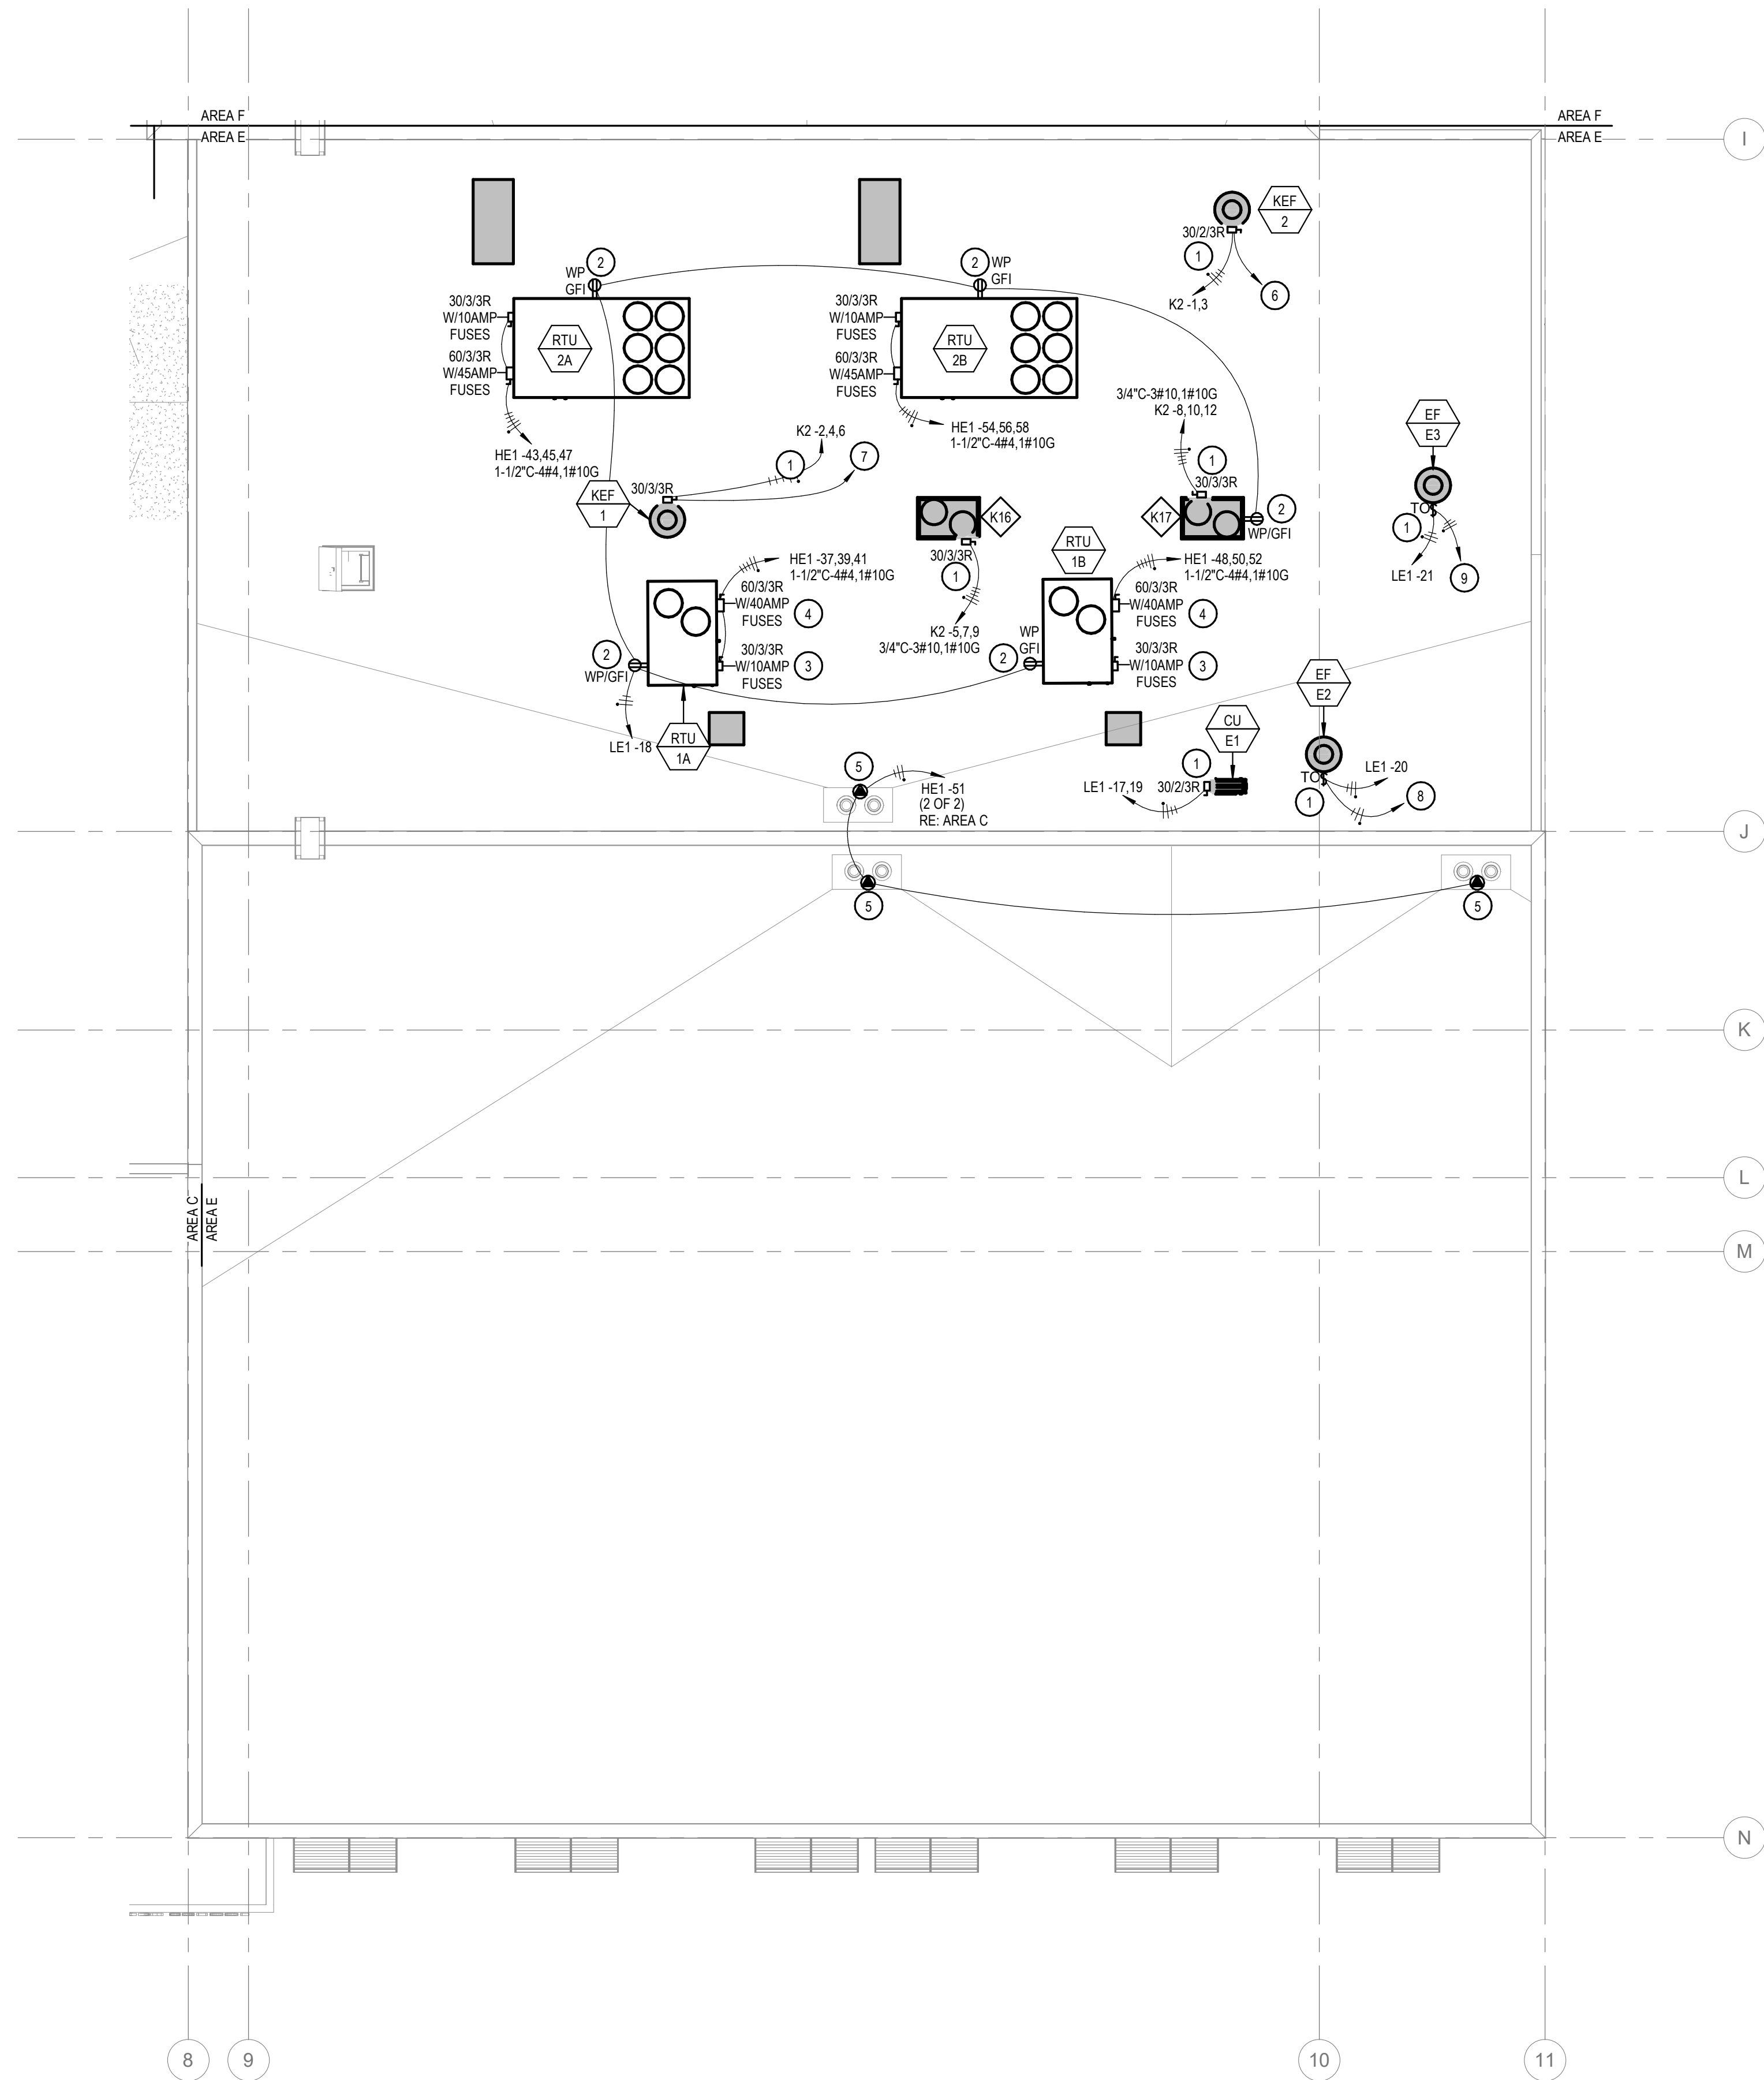 AREA F
AREA E
AREA F
AREA E
I
KEF
2
30/2/3R
1
K2 -1,3
6
2
WP
GFI
2
WP
GFI
30/3/3R
W/10AMP
FUSES
60/3/3R
W/45AMP
FUSES
RTU
2A
HE1 -43,45,47
1-1/2"C-4#4,1#10G
30/3/3R
W/10AMP
FUSES
60/3/3R
W/45AMP
FUSES
RTU
2B
HE1 -54,56,58
1-1/2"C-4#4,1#10G
3/4"C-3#10,1#10G
K2 -8,10,12
1
30/3/3R
K17
2
WP/GFI
EF
E3
TO$
1
LE1 -21
9
K2 -2,4,6
1
7
KEF
1
30/3/3R
K16
30/3/3R
1
K2 -5,7,9
3/4"C-3#10,1#10G
RTU
1B
HE1 -37,39,41
1-1/2"C-4#4,1#10G
60/3/3R
W/40AMP
FUSES
4
30/3/3R
W/10AMP
FUSES
3
2
WP/GFI
LE1 -18
RTU
1A
HE1 -48,50,52
1-1/2"C-4#4,1#10G
60/3/3R
W/40AMP
FUSES
4
30/3/3R
W/10AMP
FUSES
3
WP
GFI
2
EF
E2
TO$
1
LE1 -20
8
CU
E1
1
LE1 -17,19
30/2/3R
5
HE1 -51
(2 OF 2)
RE: AREA C
J
5
5
K
L
AREA C
AREA E
M
N
8
9
10
11